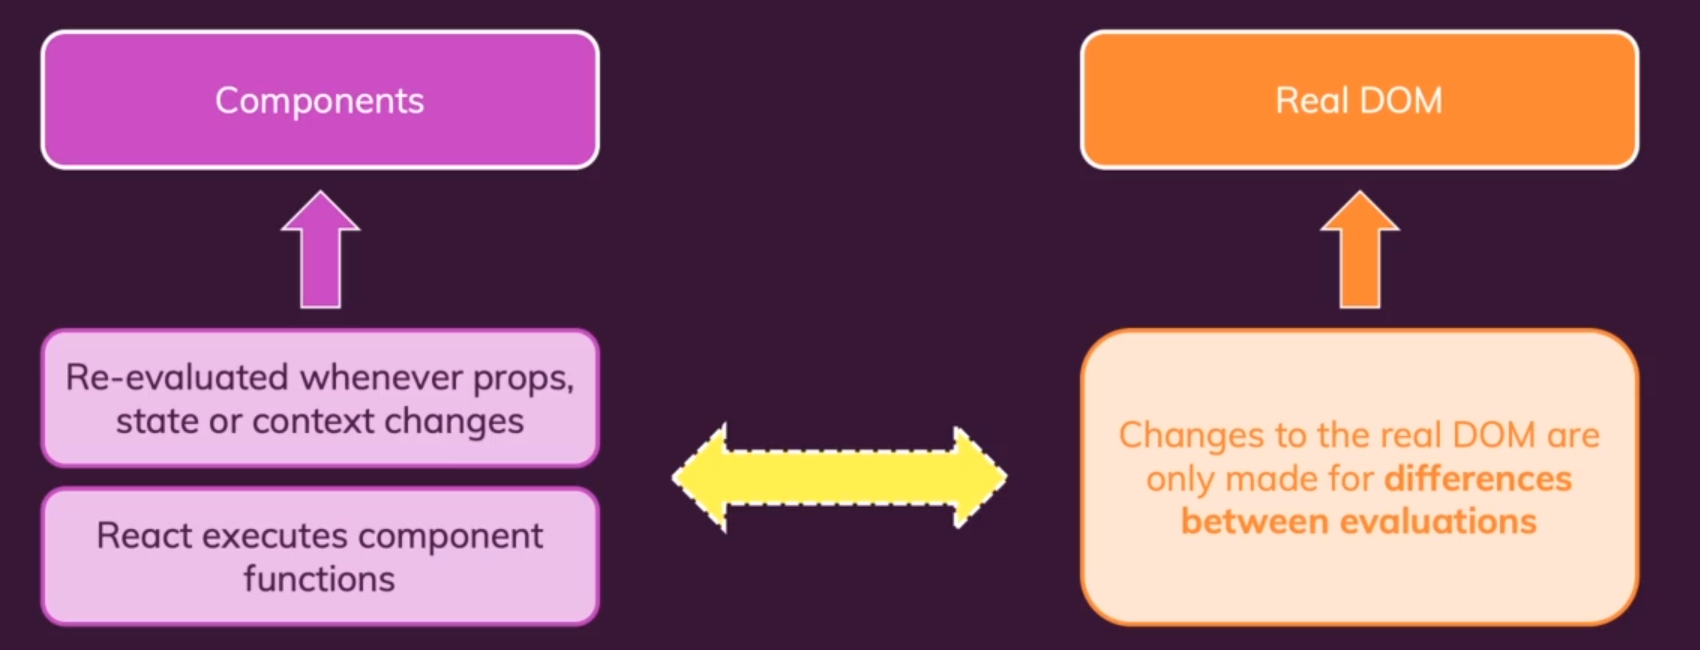 Components
Real DOM
Re-evaluated whenever props,
state or context changes
React executes component
functions
Changes to the real DOM are
only made for differences
between evaluations